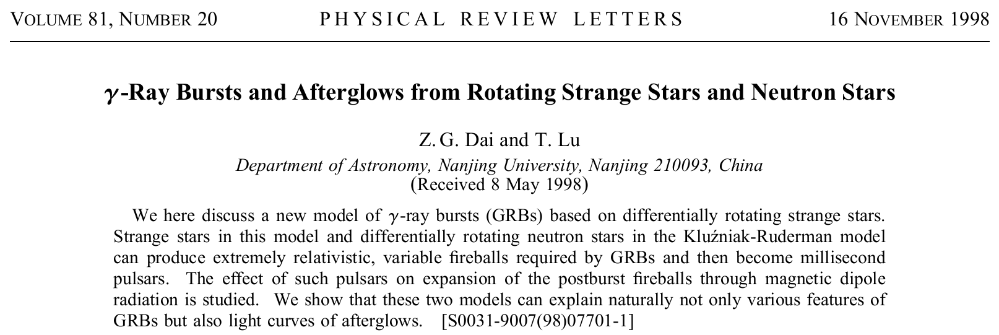 VOLUME 81, NUMBER 20 PHYSICAL REVIEW LETTERS 16 NOVEMBER 1998
γ-Ray Bursts and Afterglows from Rotating Strange Stars and Neutron Stars
Z. G. Dai and T. Lu
Department of Astronomy, Nanjing University, Nanjing 210093, China
(Received 8 May 1998)
We here discuss a new model of γ-ray bursts (GRBs) based on differentially rotating strange stars.
Strange stars in this model and differentially rotating neutron stars in the Kluźniak-Ruderman model
can produce extremely relativistic, variable fireballs required by GRBs and then become millisecond
pulsars. The effect of such pulsars on expansion of the postburst fireballs through magnetic dipole
radiation is studied. We show that these two models can explain naturally not only various features of
GRBs but also light curves of afterglows. [S0031-9007(98)07701-1]